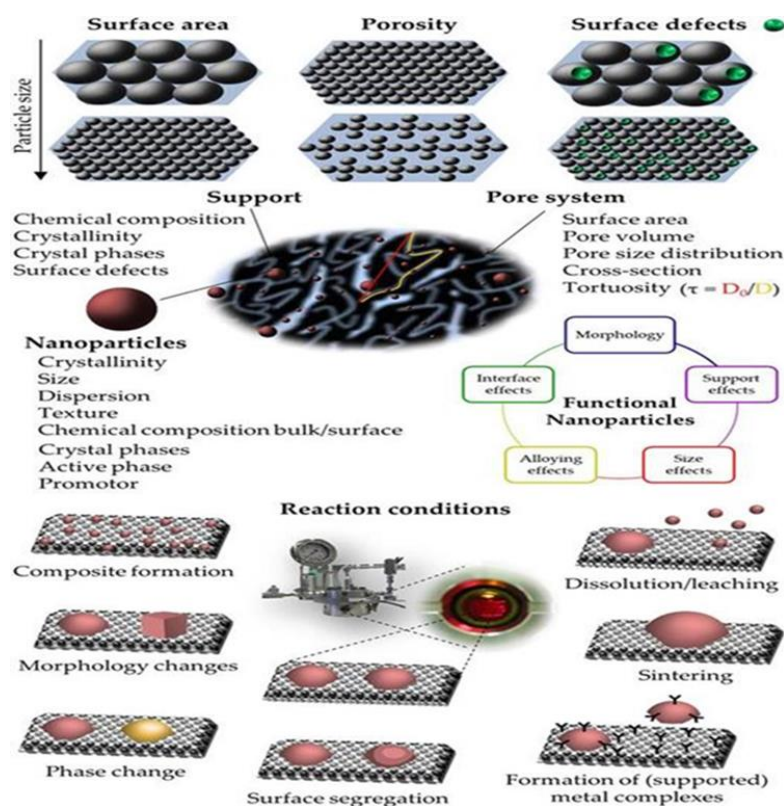 Surface area
Porosity
Surface defects
Particle size
Support
Chemical composition
Crystallinity
Crystal phases
Surface defects
Pore system
Surface area
Pore volume
Pore size distribution
Cross-section
Tortuosity (τ = D₀/D)
Nanoparticles
Crystallinity
Size
Dispersion
Texture
Chemical composition bulk/surface
Crystal phases
Active phase
Promotor
Morphology
Interface
effects
Support
effects
Functional
Nanoparticles
Alloying
effects
Size
effects
Reaction conditions
Composite formation
Dissolution/leaching
Morphology changes
Sintering
Phase change
Surface segregation
Formation of (supported)
metal complexes